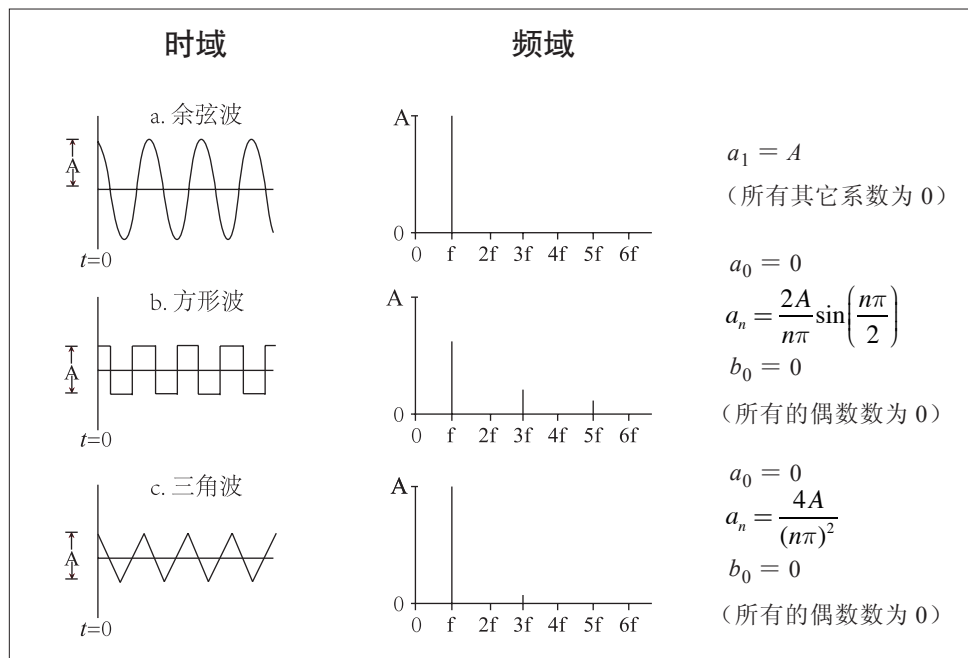 时域 频域
a. 余弦波
A
t=0
A
0
0 f 2f 3f 4f 5f 6f
a₁ = A
（所有其它系数为 0）
b. 方形波
A
t=0
A
0
0 f 2f 3f 4f 5f 6f
a₀ = 0
aₙ = 2A/nπ sin(nπ/2)
b₀ = 0
（所有的偶数数为 0）
c. 三角波
A
t=0
A
0
0 f 2f 3f 4f 5f 6f
a₀ = 0
aₙ = 4A/(nπ)²
b₀ = 0
（所有的偶数数为 0）